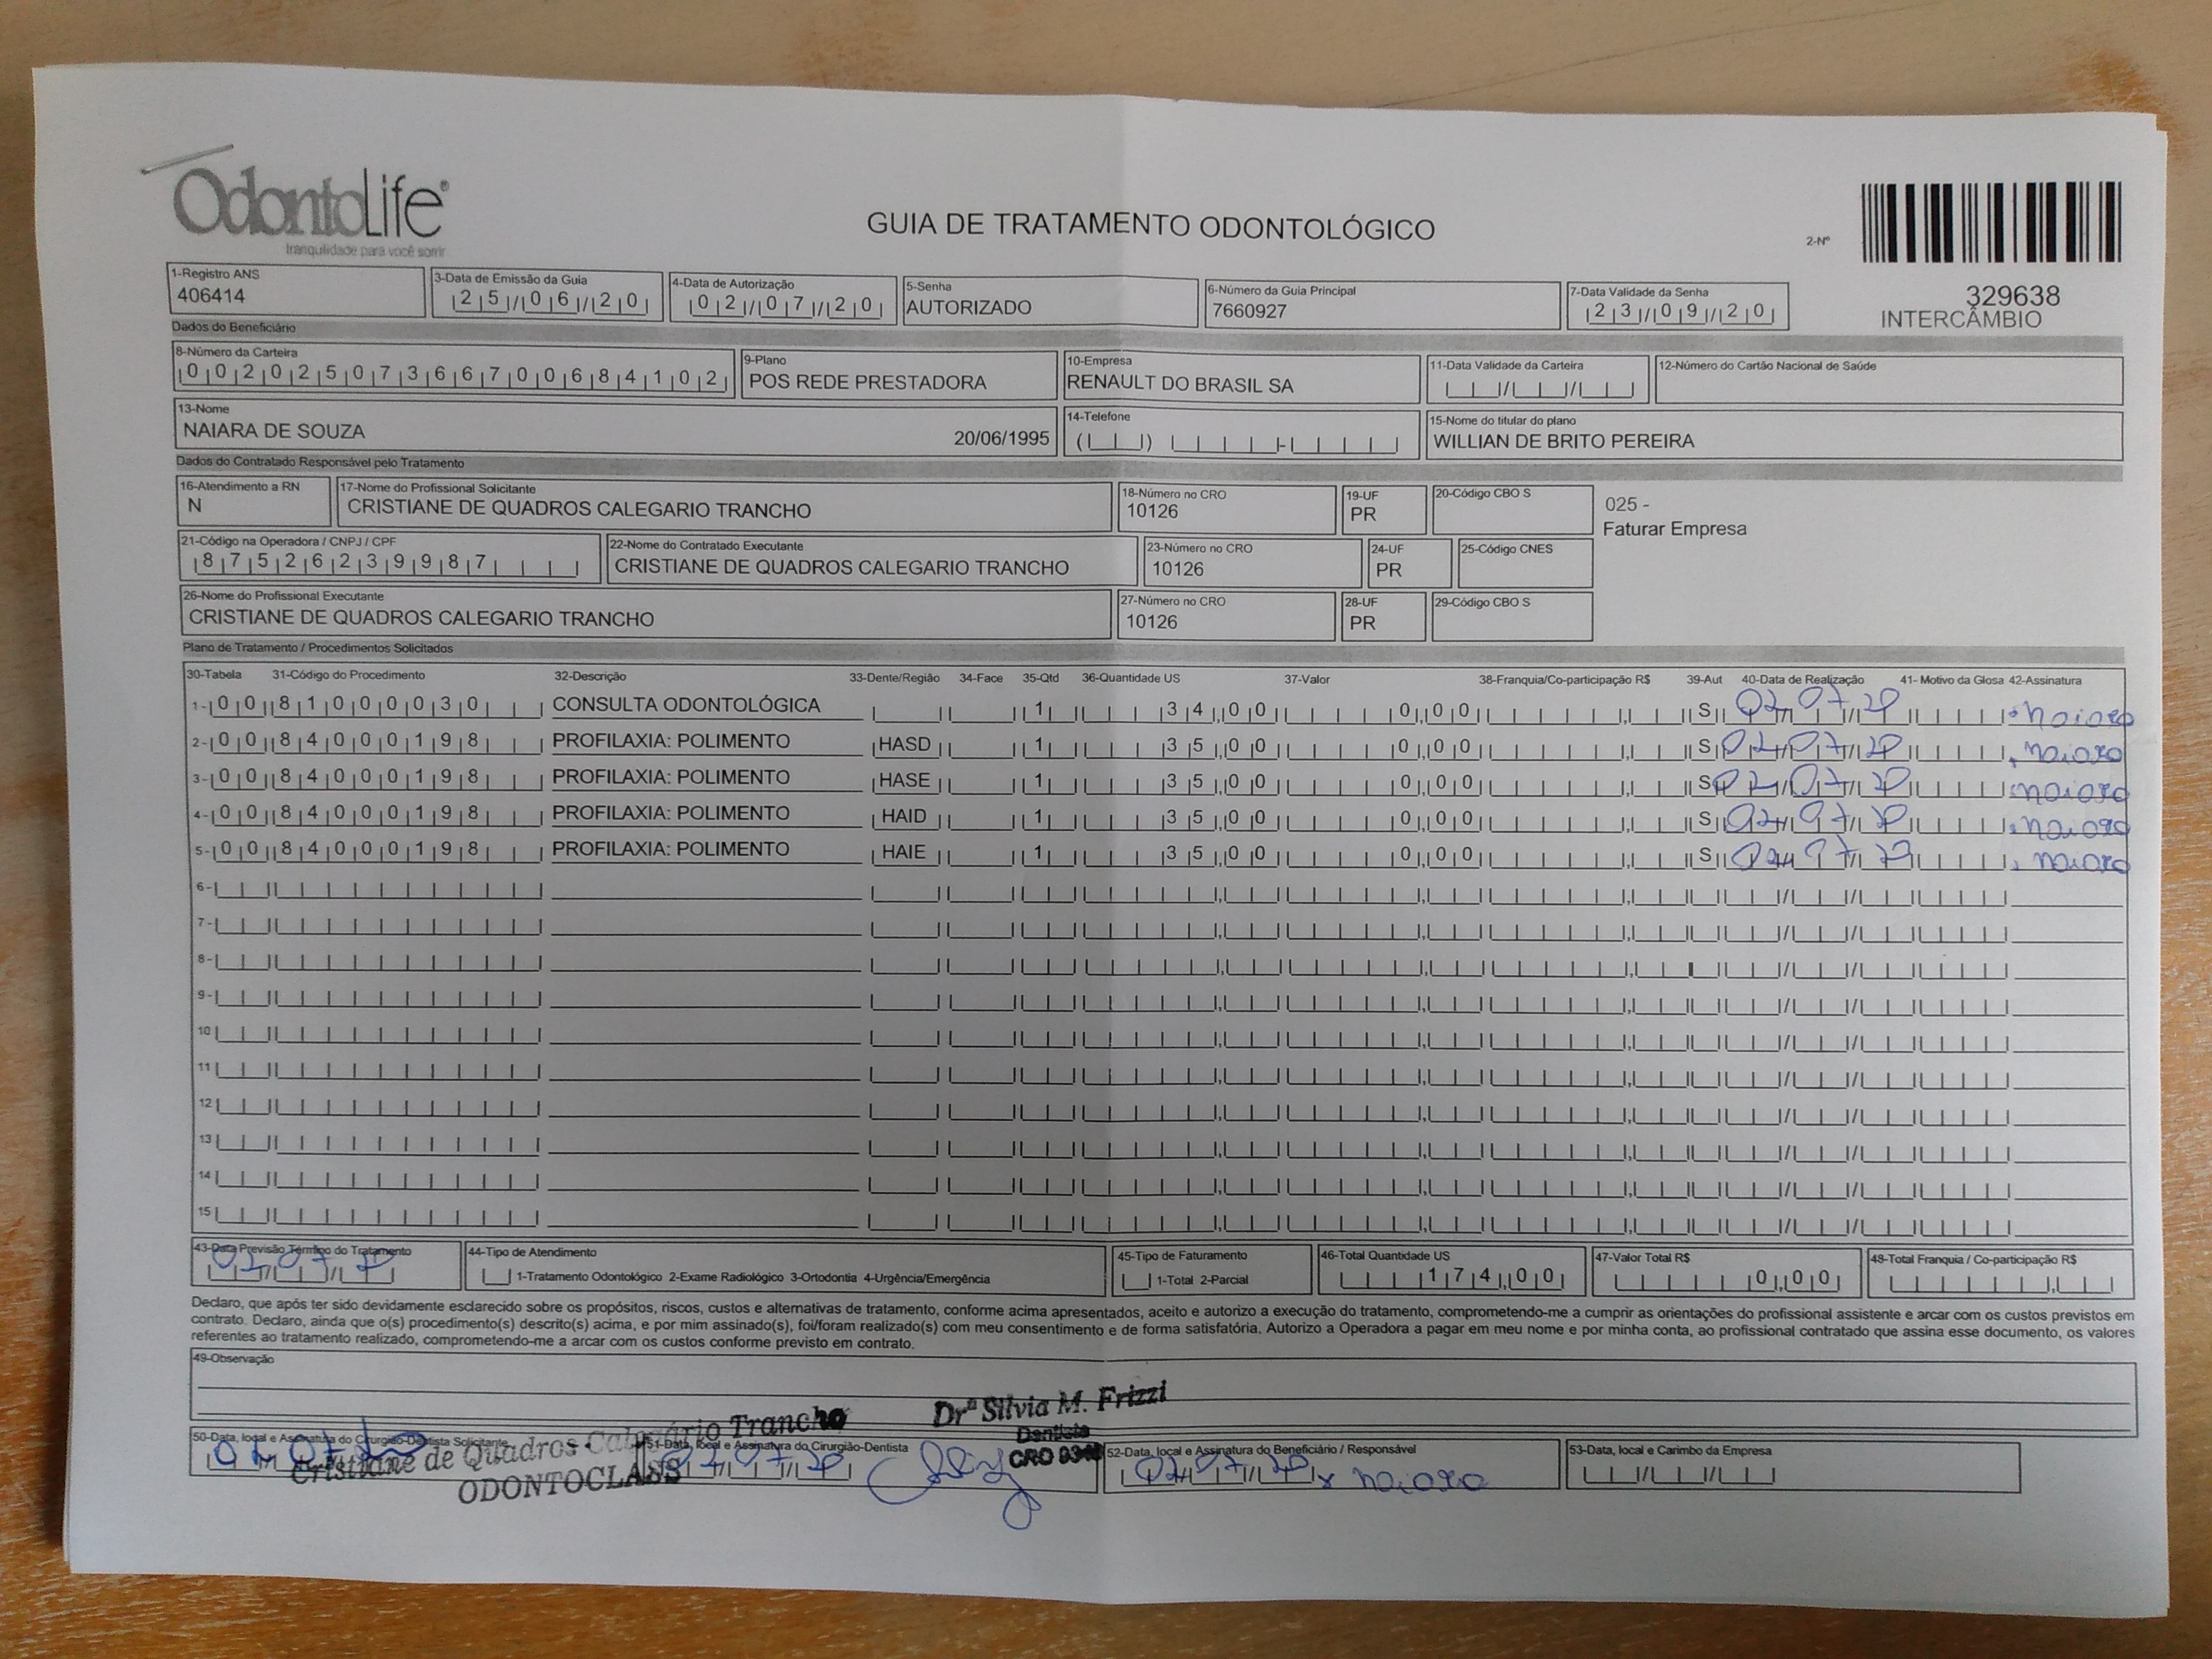 OdontoLife®
tranquilidade para você sorrir
GUIA DE TRATAMENTO ODONTOLÓGICO
2-Nº
329638
INTERCÂMBIO
1-Registro ANS
406414
3-Data de Emissão da Guia
25/06/20
4-Data de Autorização
02/07/20
5-Senha
AUTORIZADO
6-Número da Guia Principal
7660927
7-Data Validade da Senha
23/09/20
Dados do Beneficiário
8-Número da Carteira
00202507366700684102
9-Plano
POS REDE PRESTADORA
10-Empresa
RENAULT DO BRASIL SA
11-Data Validade da Carteira
12-Número do Cartão Nacional de Saúde
13-Nome
NAIARA DE SOUZA 20/06/1995
14-Telefone
15-Nome do titular do plano
WILLIAN DE BRITO PEREIRA
Dados do Contratado Responsável pelo Tratamento
16-Atendimento a RN
N
17-Nome do Profissional Solicitante
CRISTIANE DE QUADROS CALEGARIO TRANCHO
18-Número no CRO
10126
19-UF
PR
20-Código CBO S
025 -
Faturar Empresa
21-Código na Operadora / CNPJ / CPF
87526239987
22-Nome do Contratado Executante
CRISTIANE DE QUADROS CALEGARIO TRANCHO
23-Número no CRO
10126
24-UF
PR
25-Código CNES
26-Nome do Profissional Executante
CRISTIANE DE QUADROS CALEGARIO TRANCHO
27-Número no CRO
10126
28-UF
PR
29-Código CBO S
Plano de Tratamento / Procedimentos Solicitados
30-Tabela 31-Código do Procedimento 32-Descrição 33-Dente/Região 34-Face 35-Qtd 36-Quantidade US 37-Valor 38-Franquia/Co-participação R$ 39-Aut 40-Data de Realização 41- Motivo da Glosa 42-Assinatura
1- 00 81000030 CONSULTA ODONTOLÓGICA 1 34,00 0,00 S 02/07/20 Naiara
2- 00 84000198 PROFILAXIA: POLIMENTO HASD 1 35,00 0,00 S 02/07/20 Naiara
3- 00 84000198 PROFILAXIA: POLIMENTO HASE 1 35,00 0,00 S 02/07/20 Naiara
4- 00 84000198 PROFILAXIA: POLIMENTO HAID 1 35,00 0,00 S 02/07/20 Naiara
5- 00 84000198 PROFILAXIA: POLIMENTO HAIE 1 35,00 0,00 S 02/07/20 Naiara
6-
7-
8-
9-
10
11
12
13
14
15
43-Data Previsão Término do Tratamento
02/07/20
44-Tipo de Atendimento
1-Tratamento Odontológico 2-Exame Radiológico 3-Ortodontia 4-Urgência/Emergência
45-Tipo de Faturamento
1-Total 2-Parcial
46-Total Quantidade US
174,00
47-Valor Total R$
0,00
48-Total Franquia / Co-participação R$
Declaro, que após ter sido devidamente esclarecido sobre os propósitos, riscos, custos e alternativas de tratamento, conforme acima apresentados, aceito e autorizo a execução do tratamento, comprometendo-me a cumprir as orientações do profissional assistente e arcar com os custos previstos em
contrato. Declaro, ainda que o(s) procedimento(s) descrito(s) acima, e por mim assinado(s), foi/foram realizado(s) com meu consentimento e de forma satisfatória. Autorizo a Operadora a pagar em meu nome e por minha conta, ao profissional contratado que assina esse documento, os valores
referentes ao tratamento realizado, comprometendo-me a arcar com os custos conforme previsto em contrato.
49-Observação
50-Data, local e Assinatura do Cirurgião-Dentista Solicitante
02/07/20
Cristiane de Quadros Calegário Trancho
ODONTOCLASS
51-Data, local e Assinatura do Cirurgião-Dentista
02/07/20
Drª Silvia M. Frizzi
Dentista
CRO
52-Data, local e Assinatura do Beneficiário / Responsável
02/07/20 x Naiara
53-Data, local e Carimbo da Empresa